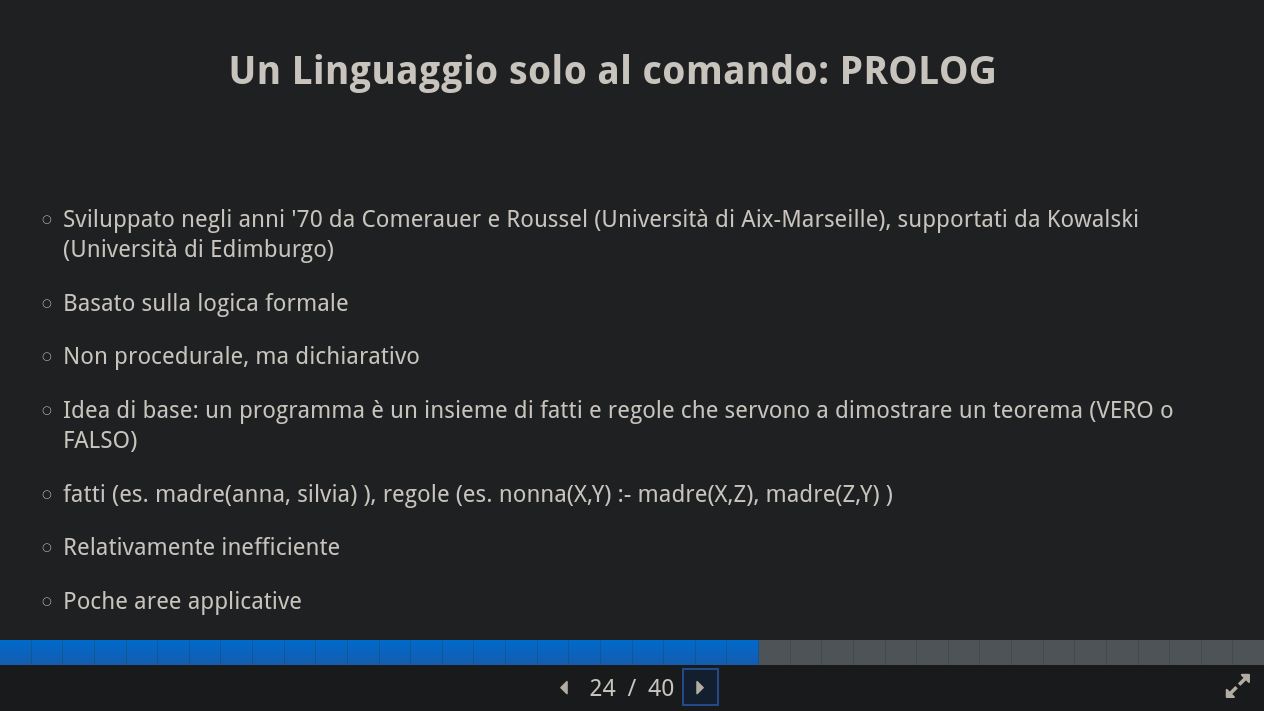 Un Linguaggio solo al comando: PROLOG
Sviluppato negli anni '70 da Comerauer e Roussel (Università di Aix-Marseille), supportati da Kowalski
(Università di Edimburgo)
Basato sulla logica formale
Non procedurale, ma dichiarativo
Idea di base: un programma è un insieme di fatti e regole che servono a dimostrare un teorema (VERO o
FALSO)
fatti (es. madre(anna, silvia) ), regole (es. nonna(X,Y) :- madre(X,Z), madre(Z,Y) )
Relativamente inefficiente
Poche aree applicative
24 / 40